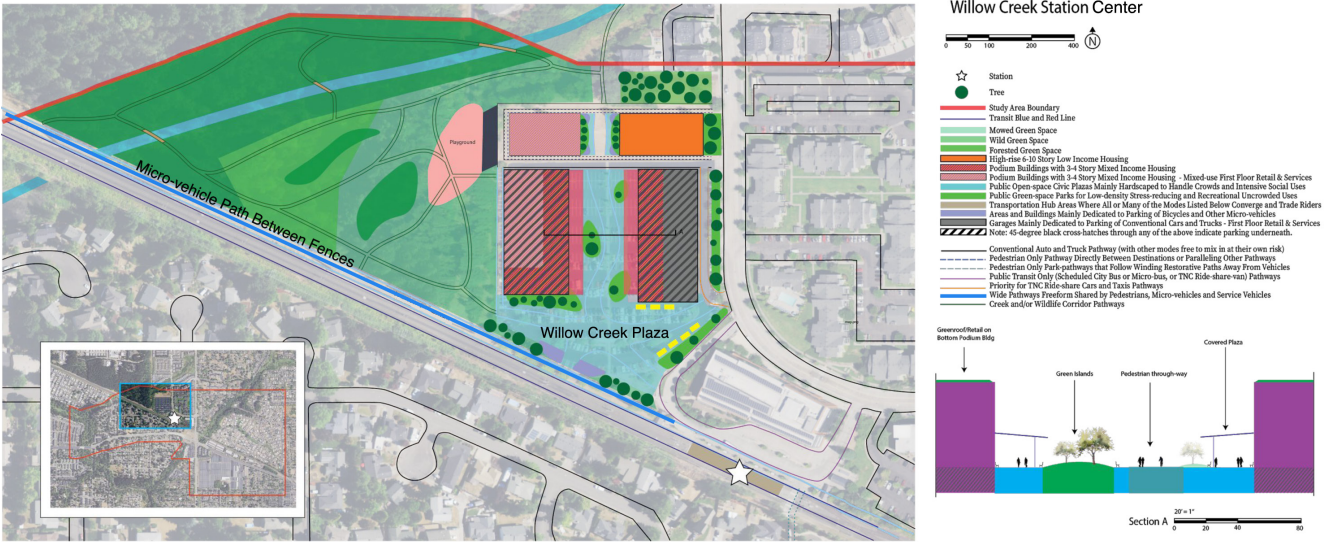 Willow Creek Station Center
0 50 100 200 400
N
Station
Tree
Study Area Boundary
Transit Blue and Red Line
Mowed Green Space
Wild Green Space
Forested Green Space
High-rise 6-10 Story Low Income Housing
Podium Buildings with 3-4 Story Mixed Income Housing
Podium Buildings with 3-4 Story Mixed Income Housing - Mixed-use First Floor Retail & Services
Public Open-space Civic Plazas Mainly Hardscaped to Handle Crowds and Intensive Social Uses
Public Green-space Parks for Low-density Stress-reducing and Recreational Uncrowded Uses
Transportation Hub Areas Where All or Many of the Modes Listed Below Converge and Trade Riders
Areas and Buildings Mainly Dedicated to Parking of Bicycles and Other Micro-vehicles
Garages Mainly Dedicated to Parking of Conventional Cars and Trucks - First Floor Retail & Services
Note: 45-degree black cross-hatches through any of the above indicate parking underneath.
Conventional Auto and Truck Pathway (with other modes free to mix in at their own risk)
Pedestrian Only Pathway Directly Between Destinations or Paralleling Other Pathways
Pedestrian Only Park-pathways that Follow Winding Restorative Paths Away From Vehicles
Public Transit Only (Scheduled City Bus or Micro-bus, or TNC Ride-share-van) Pathways
Priority for TNC Ride-share Cars and Taxis Pathways
Wide Pathways Freeform Shared by Pedestrians, Micro-vehicles and Service Vehicles
Creek and/or Wildlife Corridor Pathways
Playground
Micro-vehicle Path Between Fences
A
Willow Creek Plaza
Greenroof/Retail on
Bottom Podium Bldg
Green Islands
Pedestrian through-way
Covered Plaza
Section A
20' = 1"
0 20 40 80